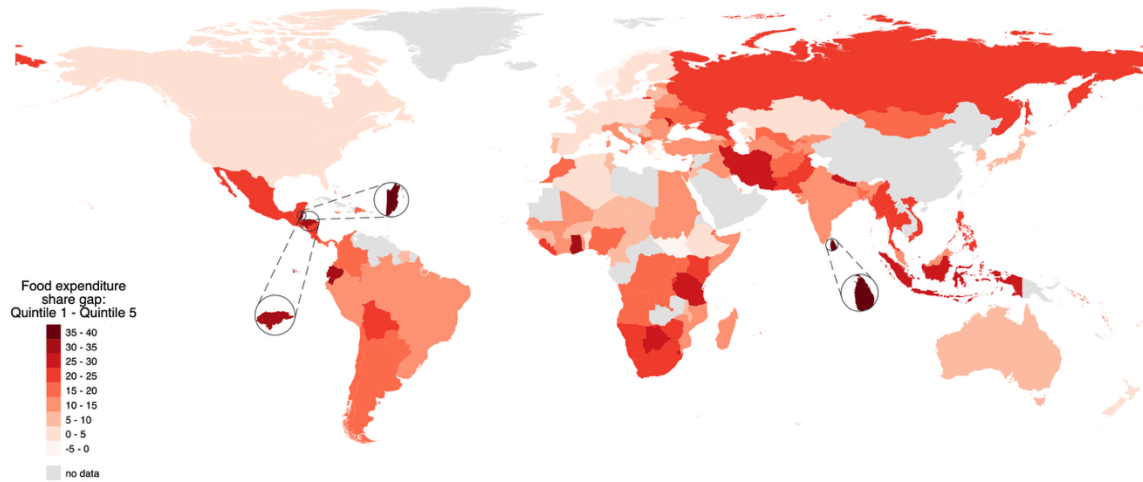 Food expenditure
share gap:
Quintile 1 - Quintile 5
35 - 40
30 - 35
25 - 30
20 - 25
15 - 20
10 - 15
5 - 10
0 - 5
-5 - 0
no data